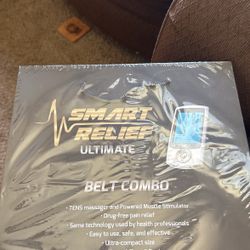 SMART
RELIEF
ULTIMATE
BELT COMBO
• TENS massager and Powered Muscle Stimulator
• Drug-free pain relief
• Same technology used by health professionals
• Easy to use, safe, and effective
• Ultra-compact size